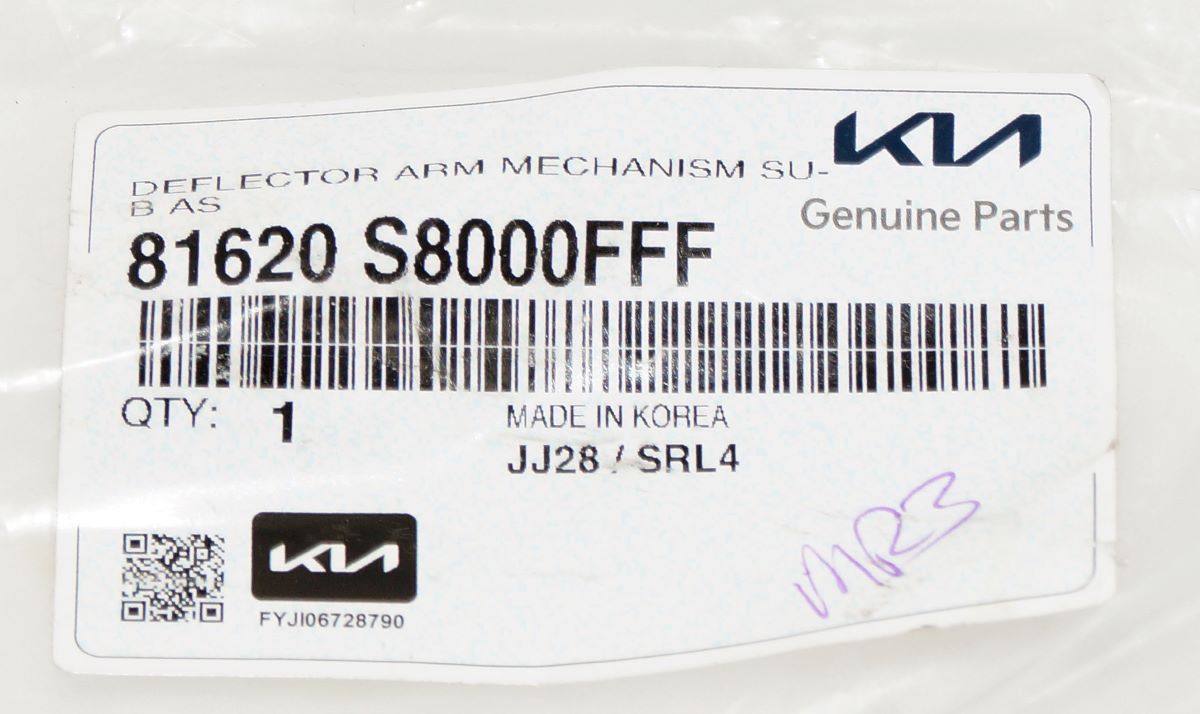 KIA
Genuine Parts
DEFLECTOR ARM MECHANISM SU-
B AS
81620 S8000FFF
QTY: 1
MADE IN KOREA
JJ28 / SRL4
MR3
KIA
FYJI06728790